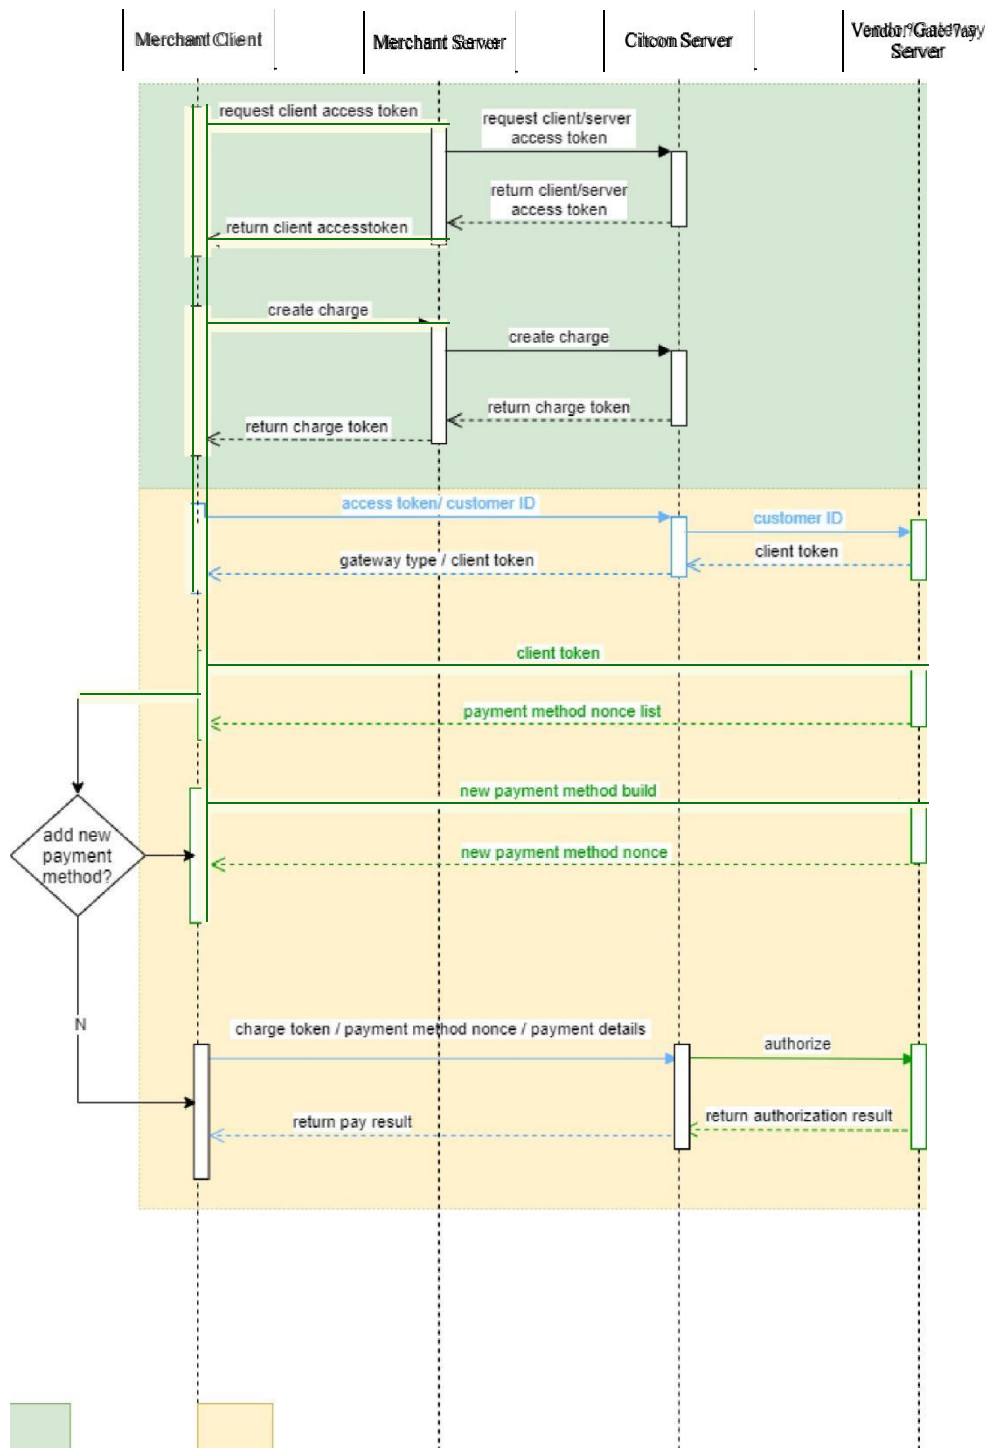 Merchant Client
Merchant Server
Citcon Server
Vendor/Gateway
Server
request client access token
request client/server
access token
return client/server
access token
return client accesstoken
create charge
create charge
return charge token
return charge token
access token/ customer ID
customer ID
client token
gateway type / client token
client token
payment method nonce list
new payment method build
add new
payment
method?
new payment method nonce
N
charge token / payment method nonce / payment details
authorize
return authorization result
return pay result